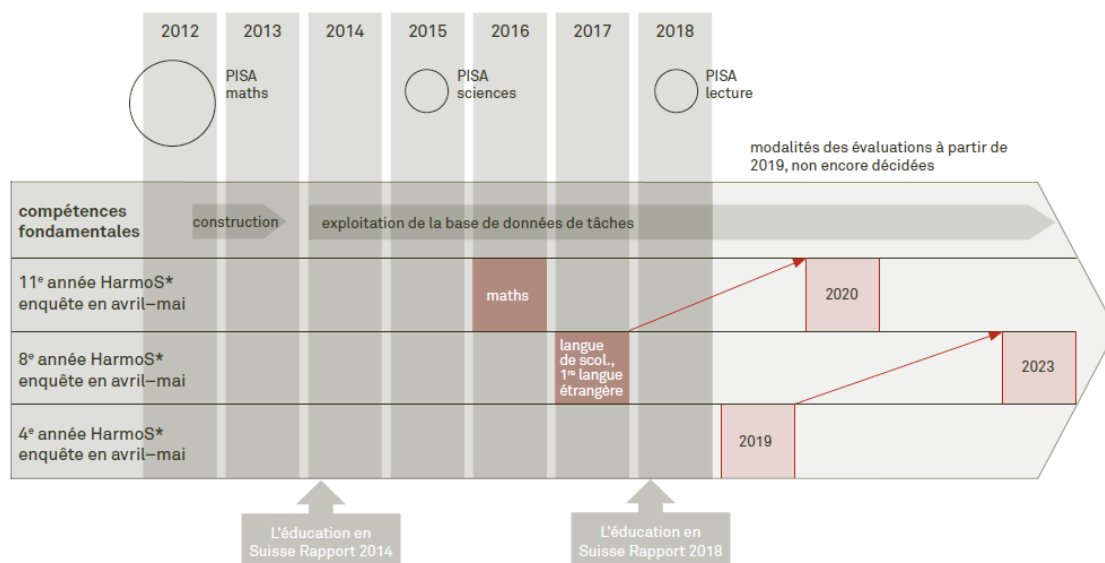 2012 2013 2014 2015 2016 2017 2018
PISA
maths
PISA
sciences
PISA
lecture
modalités des évaluations à partir de
2019, non encore décidées
compétences
fondamentales
construction
exploitation de la base de données de tâches
11e année HarmoS*
enquête en avril–mai
maths
2020
8e année HarmoS*
enquête en avril–mai
langue
de scol.,
1re langue
étrangère
2023
4e année HarmoS*
enquête en avril–mai
2019
L'éducation en
Suisse Rapport 2014
L'éducation en
Suisse Rapport 2018